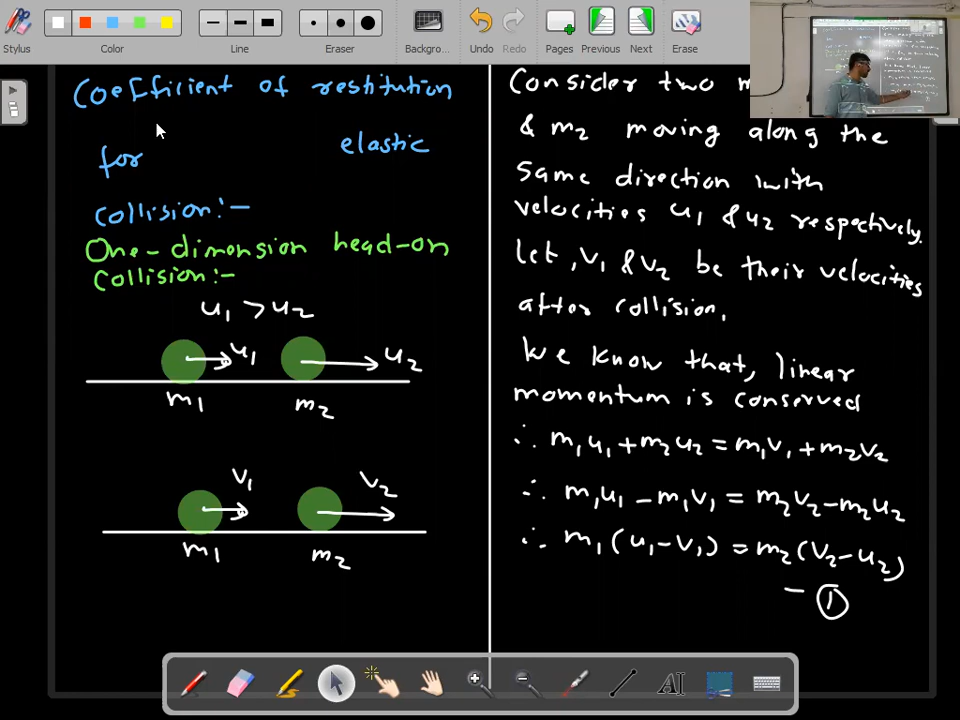 Stylus
Color
Line
Eraser
Backgro...
Undo
Redo
Pages
Previous
Next
Erase
Coefficient of restitution
for elastic
collision:-
One-dimension head-on
collision:-
u1 > u2
u1
u2
m1
m2
v1
v2
m1
m2
Consider two
& m2 moving along the
Same direction with
velocities u1 & u2 respectively.
let, v1 & v2 be their velocities
after collision.
We know that, linear
momentum is conserved
∴ m1u1 + m2u2 = m1v1 + m2v2
∴ m1u1 - m1v1 = m2v2 - m2u2
∴ m1(u1 - v1) = m2(v2 - u2)
- ①
AI